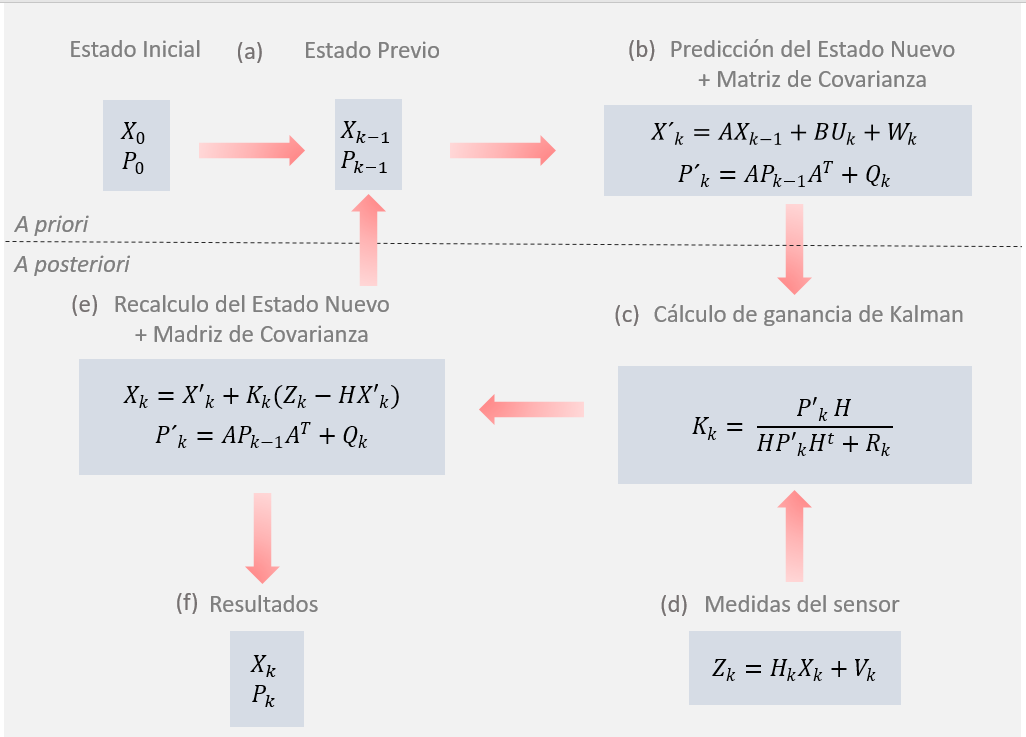 Estado Inicial (a) Estado Previo
X₀
P₀
Xₖ₋₁
Pₖ₋₁
(b) Predicción del Estado Nuevo
+ Matriz de Covarianza
X´ₖ = AXₖ₋₁ + BUₖ + Wₖ
P´ₖ = APₖ₋₁Aᵀ + Qₖ
A priori
A posteriori
(c) Cálculo de ganancia de Kalman
Kₖ = P′ₖ H / HP′ₖHᵗ + Rₖ
(d) Medidas del sensor
Zₖ = HₖXₖ + Vₖ
(e) Recalculo del Estado Nuevo
+ Madriz de Covarianza
Xₖ = X′ₖ + Kₖ(Zₖ − HX′ₖ)
P´ₖ = APₖ₋₁Aᵀ + Qₖ
(f) Resultados
Xₖ
Pₖ